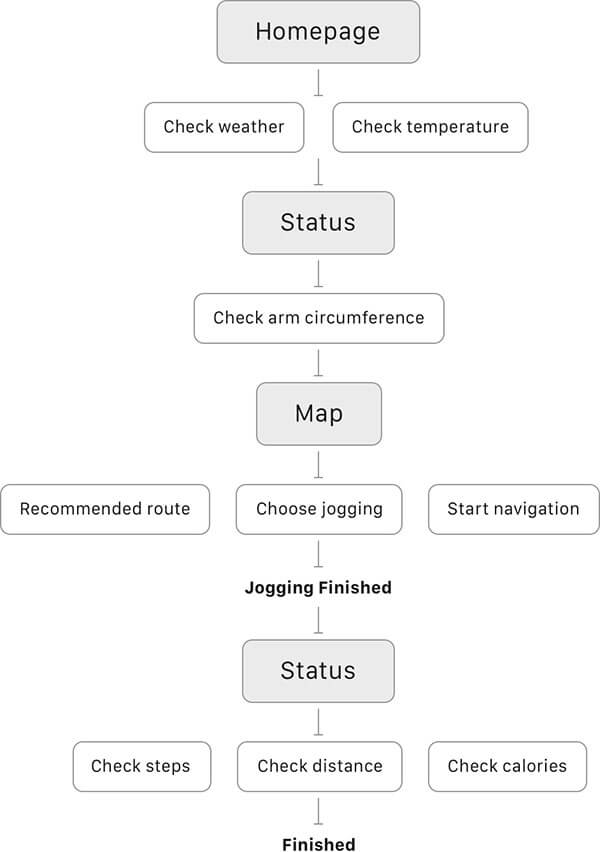 Homepage
Check weather
Check temperature
Status
Check arm circumference
Map
Recommended route
Choose jogging
Start navigation
Jogging Finished
Status
Check steps
Check distance
Check calories
Finished